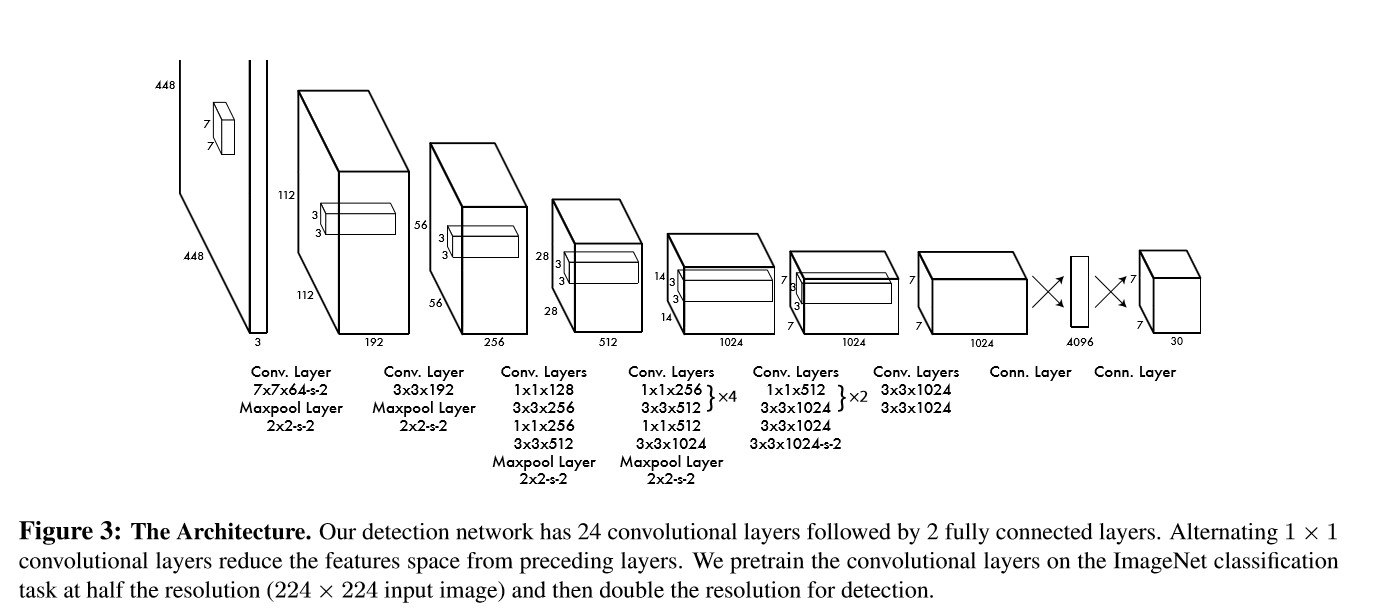 448
7
7
448
3
112
3
3
112
192
56
3
3
56
256
28
3
3
28
512
14
3
3
14
1024
7
3
3
7
1024
7
7
1024
4096
7
7
30
Conv. Layer
7x7x64-s-2
Maxpool Layer
2x2-s-2
Conv. Layer
3x3x192
Maxpool Layer
2x2-s-2
Conv. Layers
1x1x128
3x3x256
1x1x256
3x3x512
Maxpool Layer
2x2-s-2
Conv. Layers
1x1x256
3x3x512
}×4
1x1x512
3x3x1024
Maxpool Layer
2x2-s-2
Conv. Layers
1x1x512
3x3x1024
}×2
3x3x1024
3x3x1024-s-2
Conv. Layers
3x3x1024
3x3x1024
Conn. Layer
Conn. Layer
Figure 3: The Architecture. Our detection network has 24 convolutional layers followed by 2 fully connected layers. Alternating 1 × 1
convolutional layers reduce the features space from preceding layers. We pretrain the convolutional layers on the ImageNet classification
task at half the resolution (224 × 224 input image) and then double the resolution for detection.